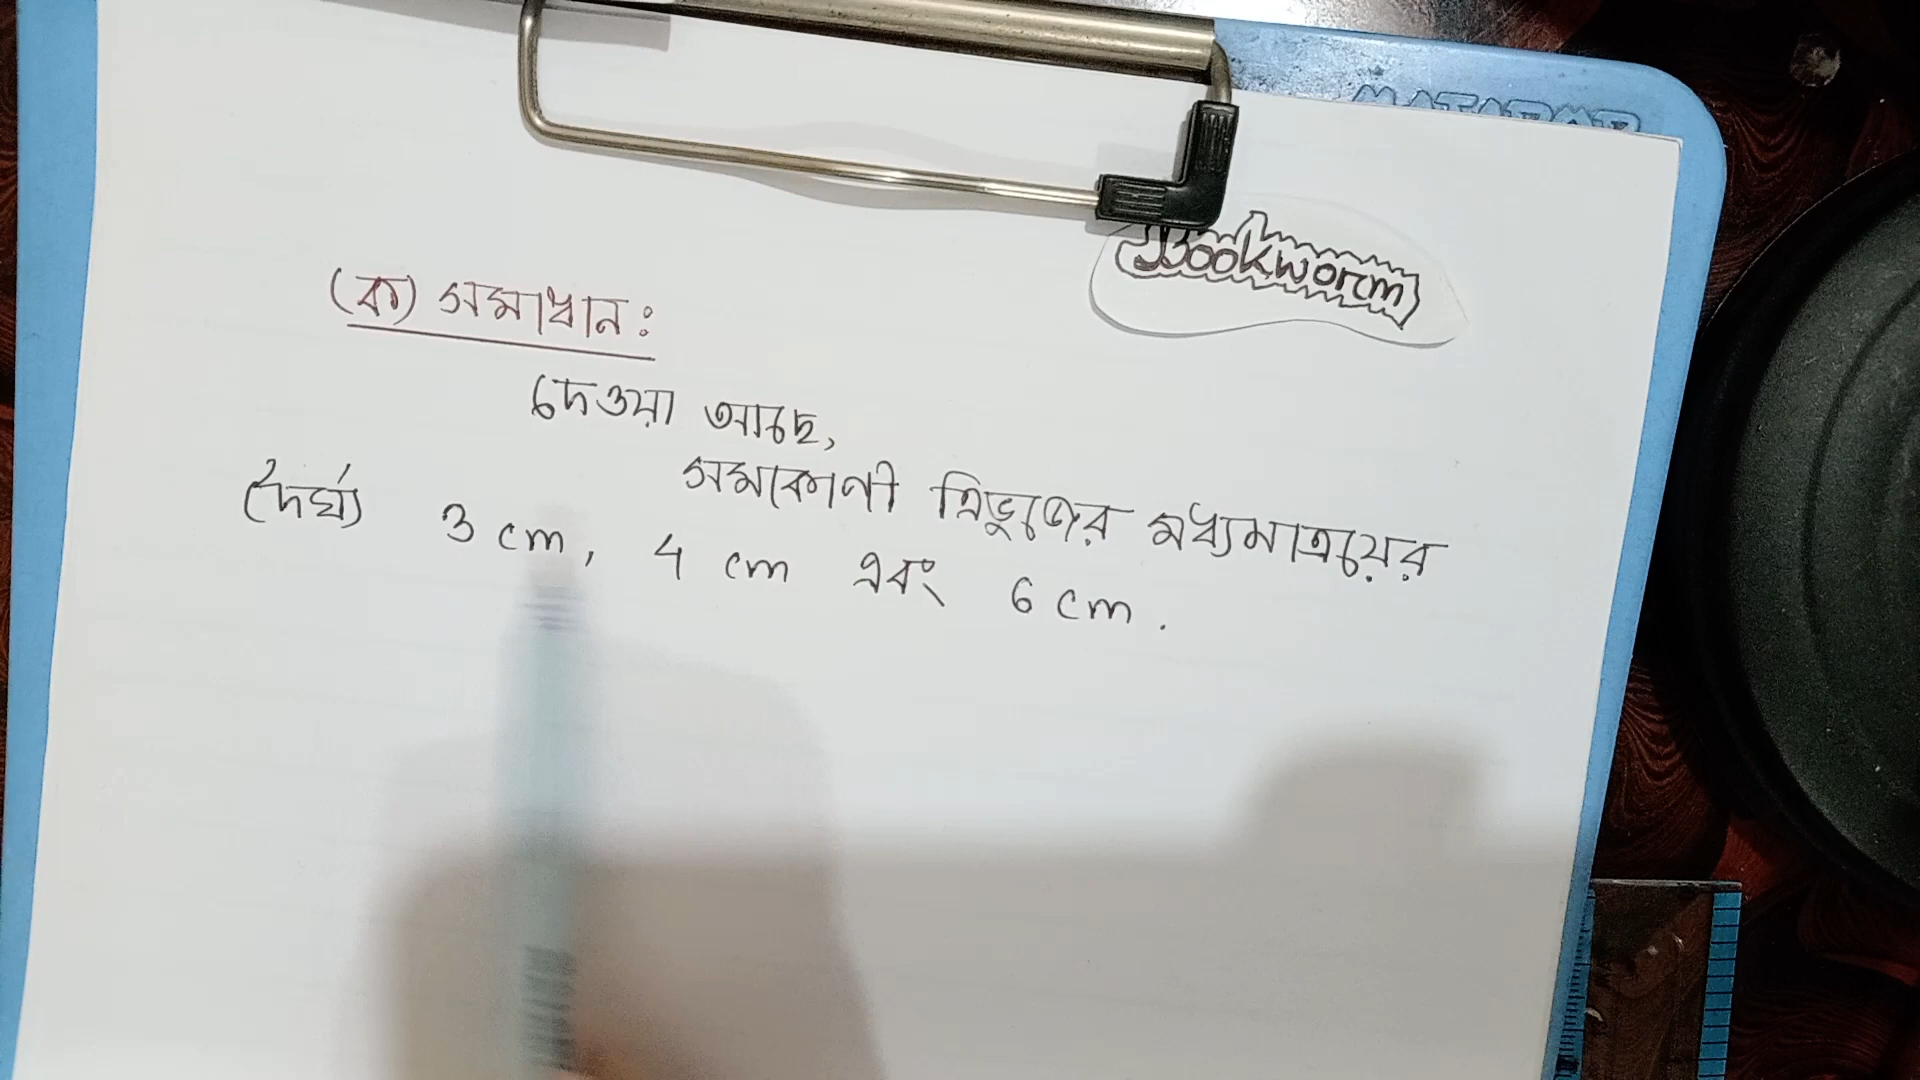 Bookworm
(ক) সমাধান:
দেওয়া আছে,
সমকোণী ত্রিভুজের মধ্যমাত্রয়ের
দৈর্ঘ্য 3 cm, 4 cm এবং 6 cm.